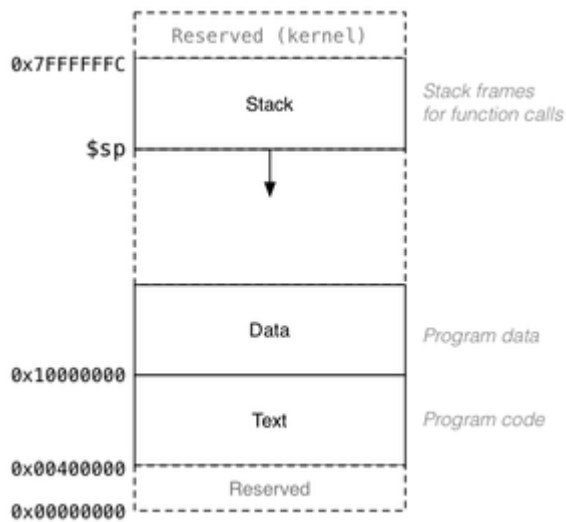 Reserved (kernel)
0x7FFFFFFC
Stack
Stack frames
for function calls
$sp
Data
Program data
0x10000000
Text
Program code
0x00400000
Reserved
0x00000000